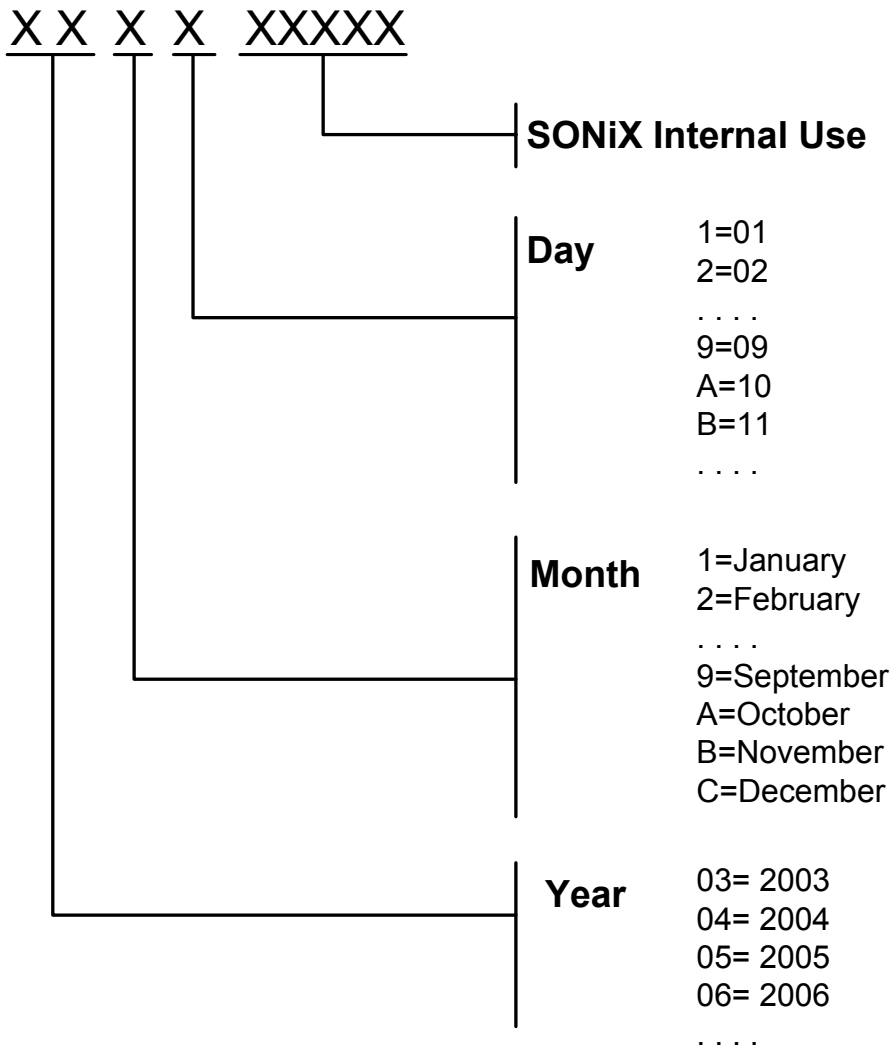 X X X X XXXXX
SONiX Internal Use
Day
1=01
2=02
. . . .
9=09
A=10
B=11
. . . .
Month
1=January
2=February
. . . .
9=September
A=October
B=November
C=December
Year
03= 2003
04= 2004
05= 2005
06= 2006
. . . .